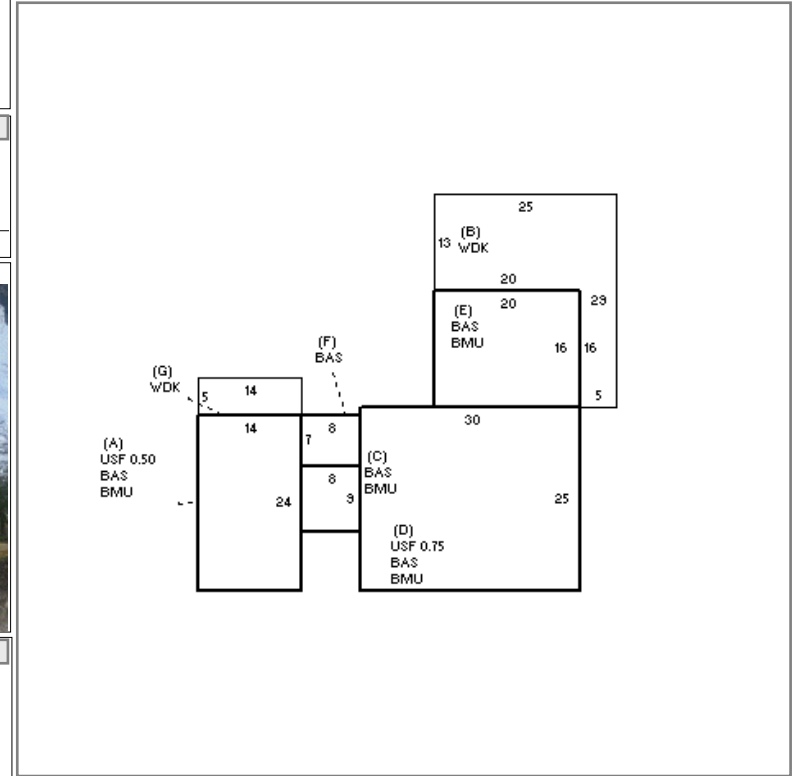 25
13
(B)
WDK
20
20
29
(E)
BAS
BMU
16
16
5
(F)
BAS
(G)
WDK
5
14
14
8
7
30
(A)
USF 0.50
BAS
BMU
24
8
9
(C)
BAS
BMU
25
(D)
USF 0.75
BAS
BMU